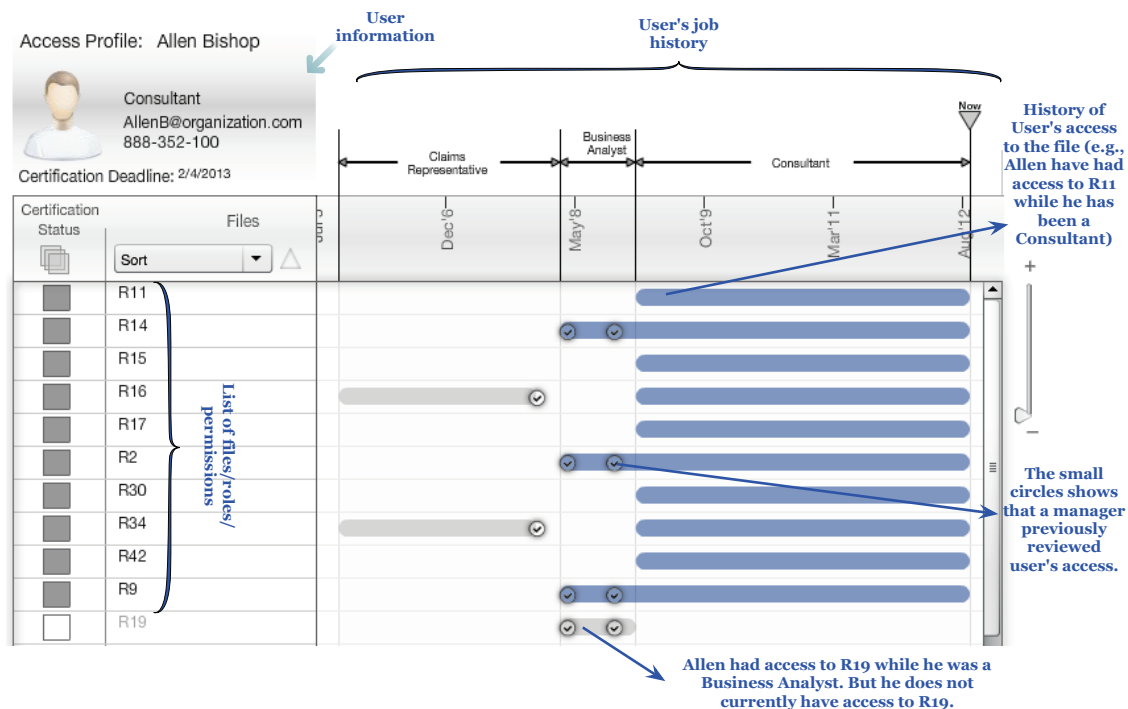 User
information
User's job
history
Access Profile: Allen Bishop
Consultant
AllenB@organization.com
888-352-100
Certification Deadline: 2/4/2013
Now
Claims
Representative
Business
Analyst
Consultant
History of
User's access
to the file (e.g.,
Allen have had
access to R11
while he has
been a
Consultant)
Certification
Status
Files
Sort
Dec'6
May'8
Oct'9
Mar'11
Aug'12
+
−
R11
R14
R15
R16
R17
R2
R30
R34
R42
R9
R19
List of files/roles/
permissions
The small
circles shows
that a manager
previously
reviewed
user's access.
Allen had access to R19 while he was a
Business Analyst. But he does not
currently have access to R19.